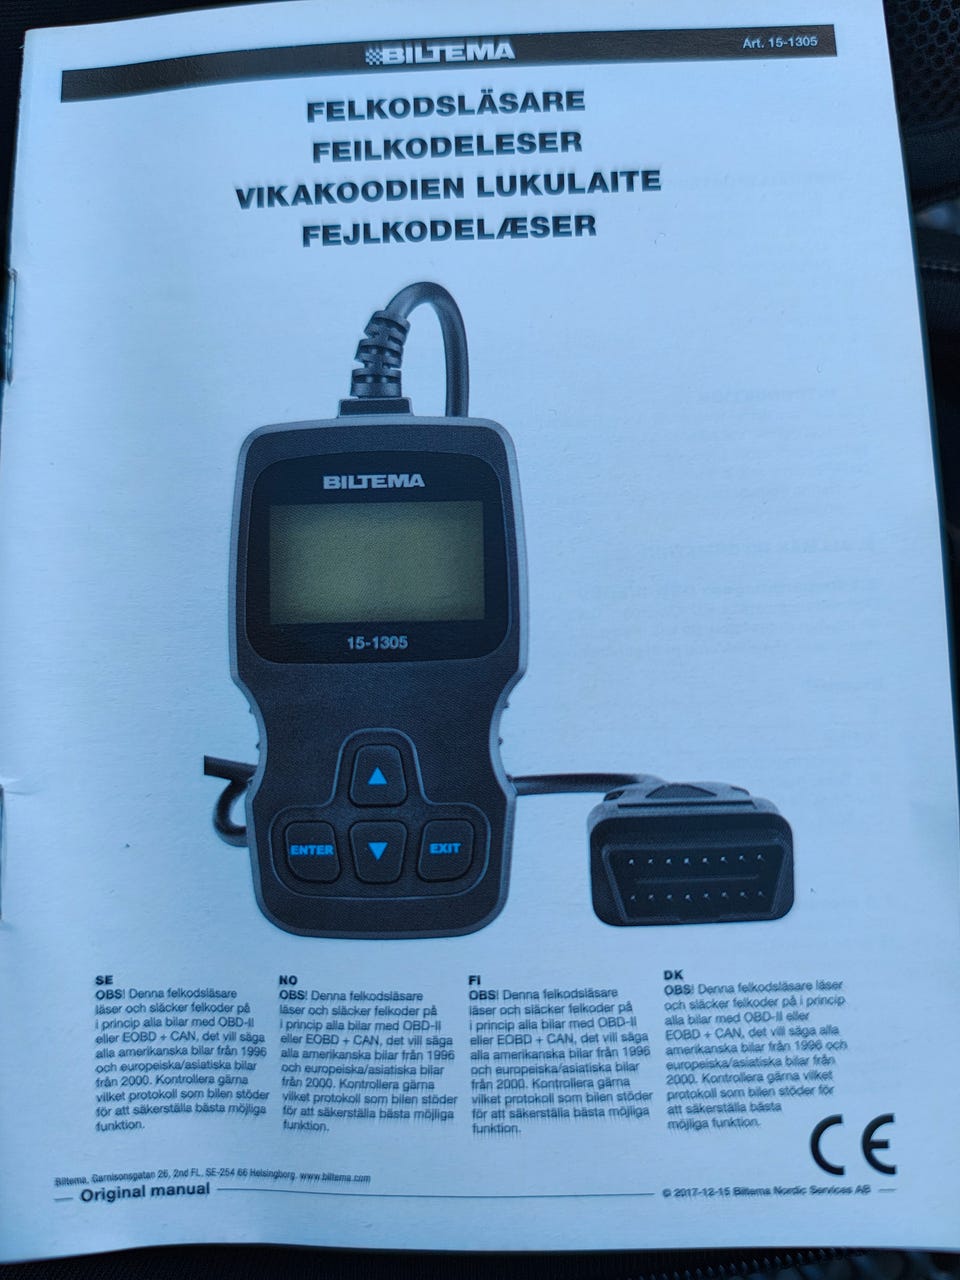 BILTEMA
Art. 15-1305
FELKODSLÄSARE
FEILKODELESER
VIKAKOODIEN LUKULAITE
FEJLKODELÆSER
BILTEMA
15-1305
ENTER
EXIT
SE
OBS! Denna felkodsläsare
läser och släcker felkoder på
i princip alla bilar med OBD-II
eller EOBD + CAN, det vill säga
alla amerikanska bilar från 1996
och europeiska/asiatiska bilar
från 2000. Kontrollera gärna
vilket protokoll som bilen stöder
för att säkerställa bästa möjliga
funktion.
NO
OBS! Denna felkodsläsare
läser och släcker felkoder på
i princip alla bilar med OBD-II
eller EOBD + CAN, det vill säga
alla amerikanska bilar från 1996
och europeiska/asiatiska bilar
från 2000. Kontrollera gärna
vilket protokoll som bilen stöder
för att säkerställa bästa möjliga
funktion.
FI
OBS! Denna felkodsläsare
läser och släcker felkoder på
i princip alla bilar med OBD-II
eller EOBD + CAN, det vill säga
alla amerikanska bilar från 1996
och europeiska/asiatiska bilar
från 2000. Kontrollera gärna
vilket protokoll som bilen stöder
för att säkerställa bästa möjliga
funktion.
DK
OBS! Denna felkodsläsare läser
och släcker felkoder på i princip
alla bilar med OBD-II eller
EOBD + CAN, det vill säga alla
amerikanska bilar från 1996 och
europeiska/asiatiska bilar från
2000. Kontrollera gärna vilket
protokoll som bilen stöder för
att säkerställa bästa
möjliga funktion.
CE
Biltema, Garnisonsgatan 26, 2nd FL, SE-254 66 Helsingborg. www.biltema.com
Original manual
© 2017-12-15 Biltema Nordic Services AB